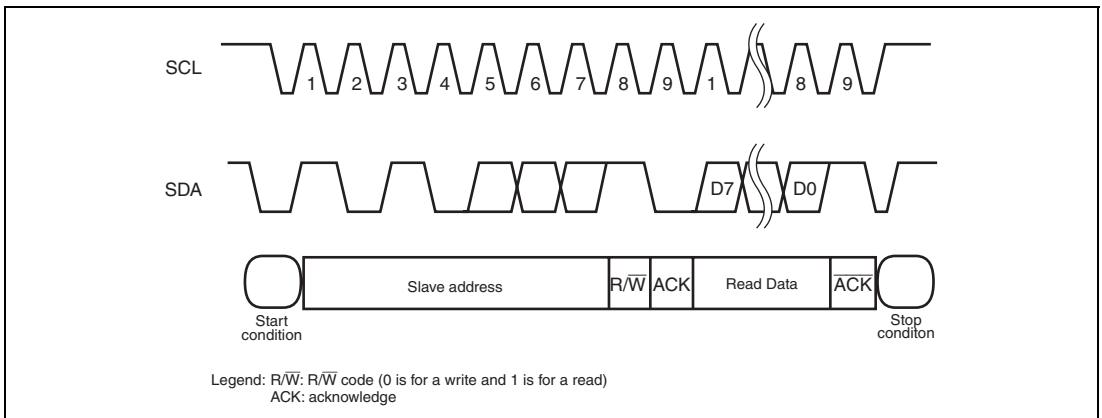 SCL
1 2 3 4 5 6 7 8 9 1 8 9
SDA
D7 D0
Slave address R/W̅ ACK Read Data A̅C̅K̅
Start
condition
Stop
conditon
Legend: R/W̅: R/W̅ code (0 is for a write and 1 is for a read)
ACK: acknowledge